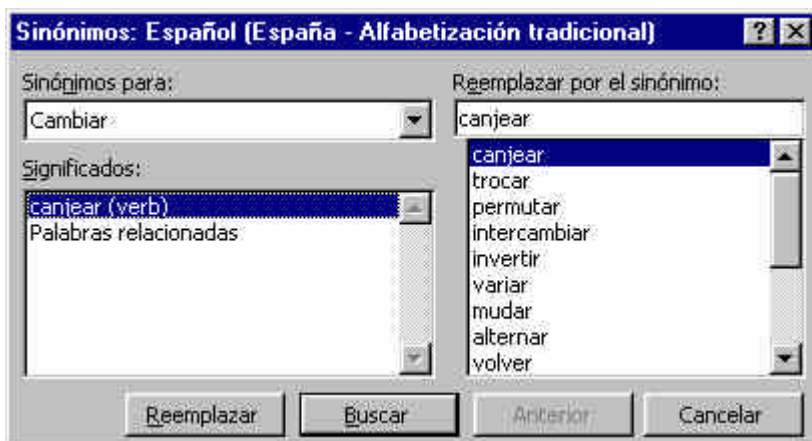 Sinónimos: Español (España - Alfabetización tradicional)
Sinónimos para:
Cambiar
Significados:
canjear (verb)
Palabras relacionadas
Reemplazar por el sinónimo:
canjear
canjear
trocar
permutar
intercambiar
invertir
variar
mudar
alternar
volver
Reemplazar
Buscar
Anterior
Cancelar